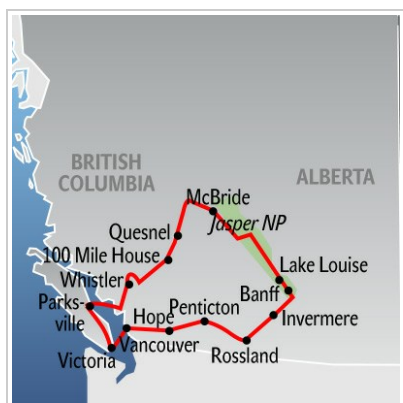 BRITISH
COLUMBIA
ALBERTA
McBride
Jasper NP
Quesnel
100 Mile House
Lake Louise
Whistler
Banff
Parks-
ville
Hope
Penticton
Invermere
Vancouver
Victoria
Rossland